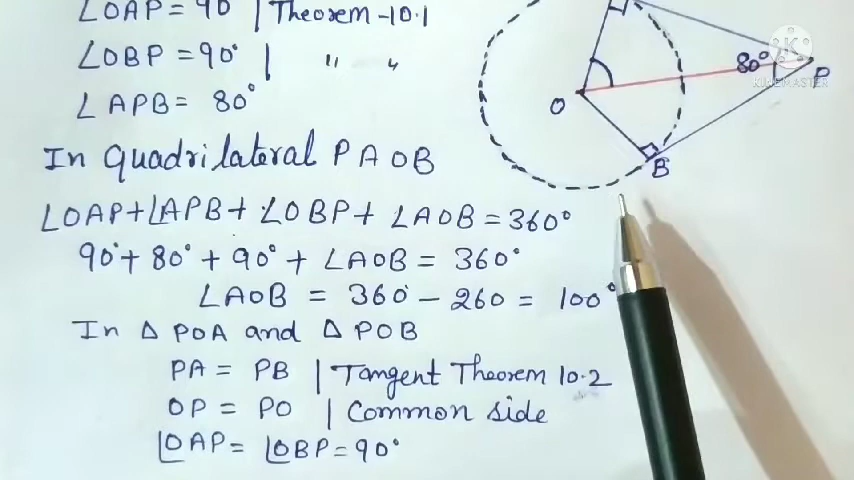 ∠OAP = 90 | Theorem-10.1
∠OBP = 90° | " "
∠APB = 80°
In Quadrilateral PAOB
∠OAP+∠APB+∠OBP+ ∠AOB = 360°
90°+ 80° + 90° + ∠AOB = 360°
∠AOB = 360° - 260 = 100°
In Δ POA and Δ POB
PA = PB | Tangent Theorem 10.2
OP = PO | Common side
∠OAP = ∠OBP = 90°
80°
P
O
B
K
KINEMASTER